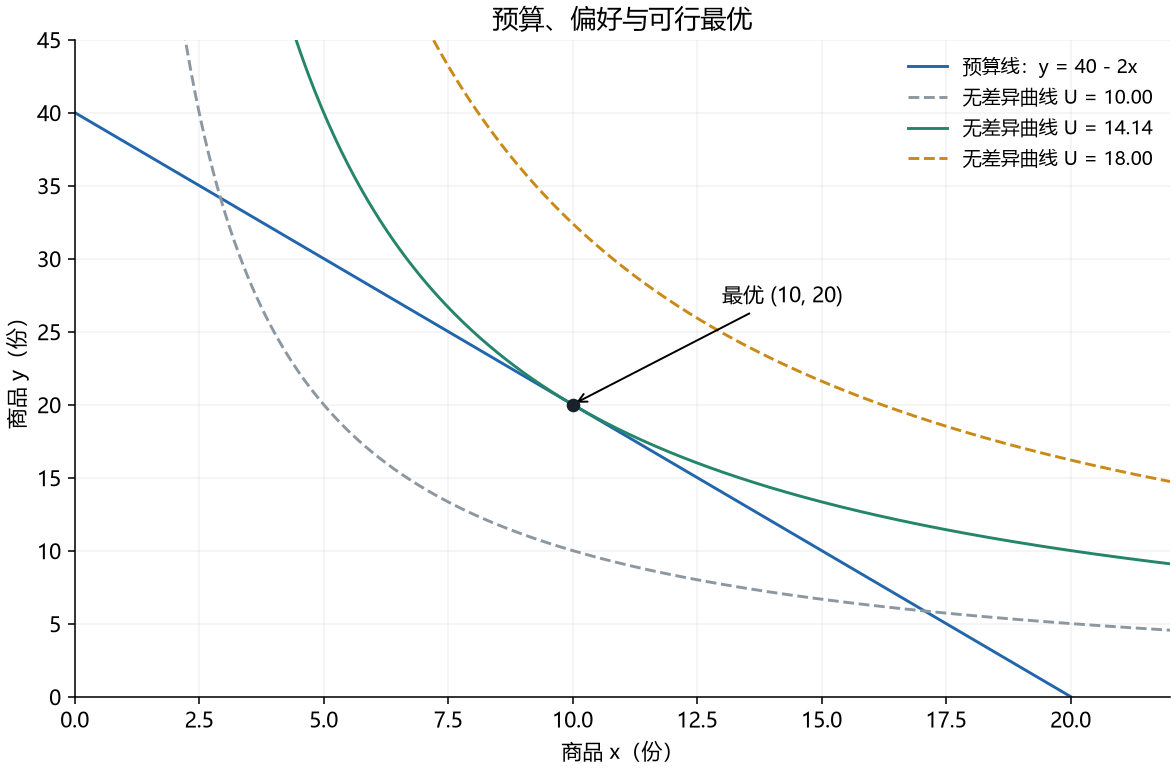 预算、偏好与可行最优
预算线：y = 40 - 2x
无差异曲线 U = 10.00
无差异曲线 U = 14.14
无差异曲线 U = 18.00
最优 (10, 20)
商品 y（份）
45
40
35
30
25
20
15
10
5
0
0.0 2.5 5.0 7.5 10.0 12.5 15.0 17.5 20.0
商品 x（份）